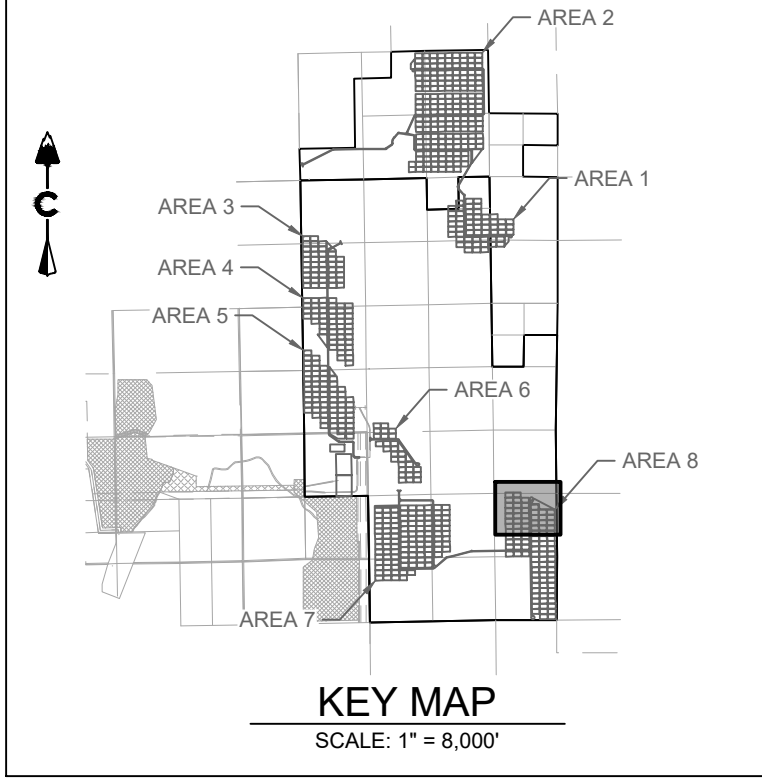 AREA 2
AREA 1
AREA 3
AREA 4
AREA 5
AREA 6
AREA 8
AREA 7
KEY MAP
SCALE: 1" = 8,000'